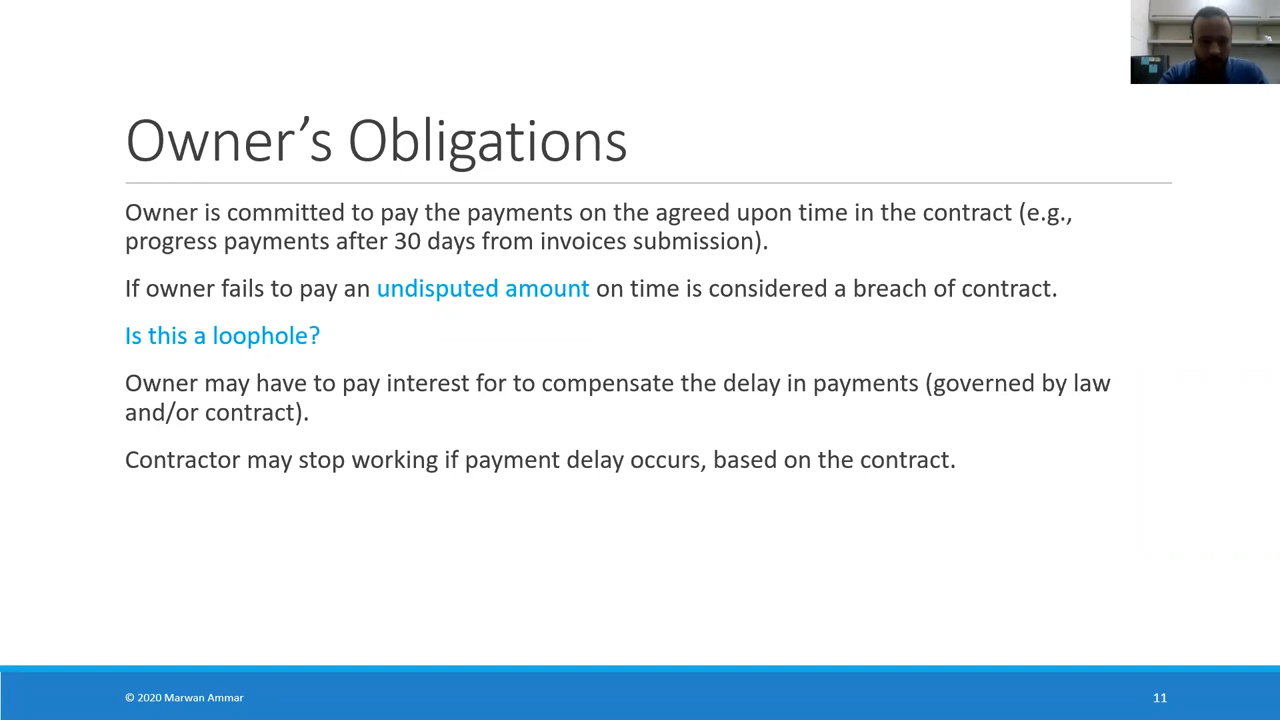 Owner’s Obligations
Owner is committed to pay the payments on the agreed upon time in the contract (e.g.,
progress payments after 30 days from invoices submission).
If owner fails to pay an undisputed amount on time is considered a breach of contract.
Is this a loophole?
Owner may have to pay interest for to compensate the delay in payments (governed by law
and/or contract).
Contractor may stop working if payment delay occurs, based on the contract.
© 2020 Marwan Ammar
11